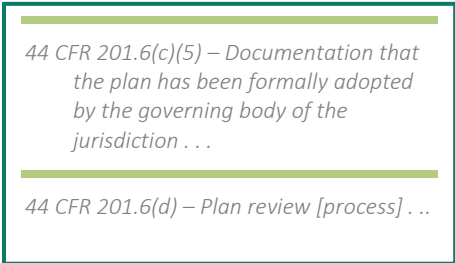 44 CFR 201.6(c)(5) – Documentation that
the plan has been formally adopted
by the governing body of the
jurisdiction . . .
44 CFR 201.6(d) – Plan review [process] . ..